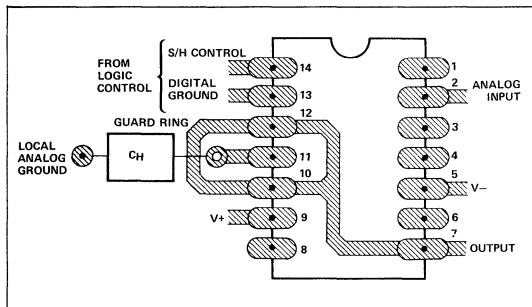 FROM
LOGIC
CONTROL
S/H CONTROL
DIGITAL
GROUND
GUARD RING
LOCAL
ANALOG
GROUND
CH
V+
14
13
12
11
10
9
8
1
2
3
4
5
6
7
ANALOG
INPUT
V−
OUTPUT